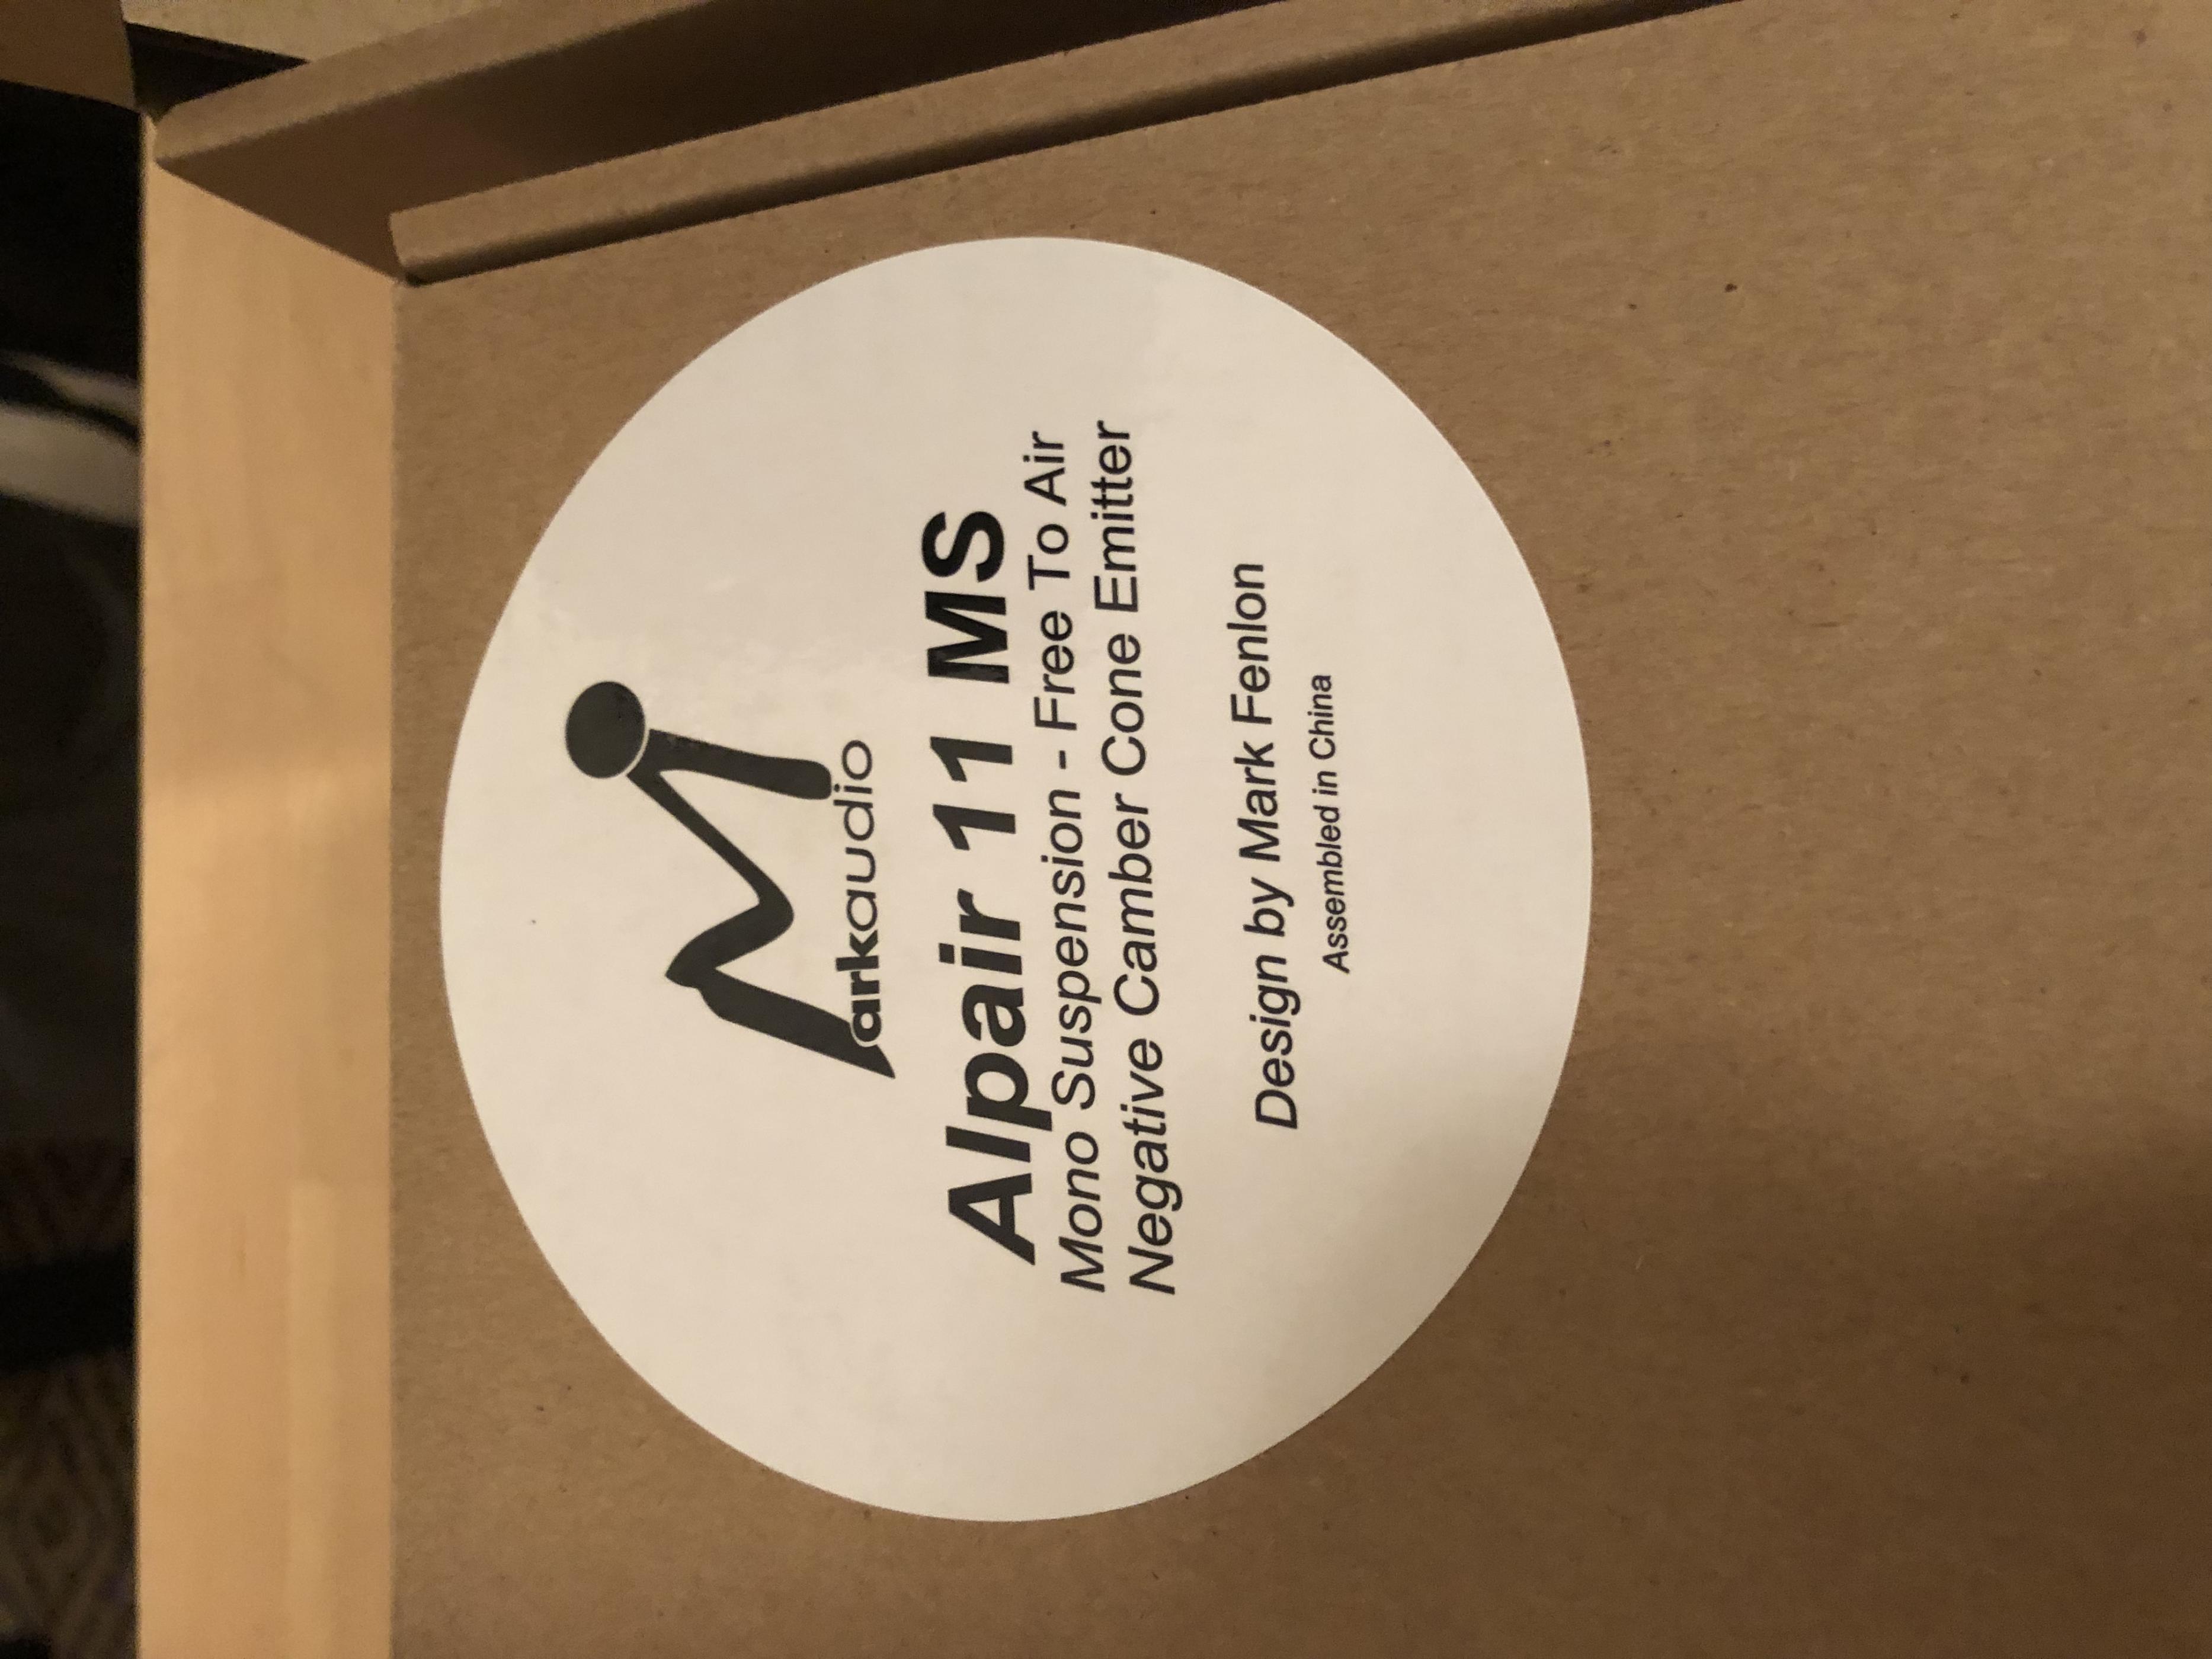 Markaudio
Alpair 11 MS
Mono Suspension - Free To Air
Negative Camber Cone Emitter
Design by Mark Fenlon
Assembled in China